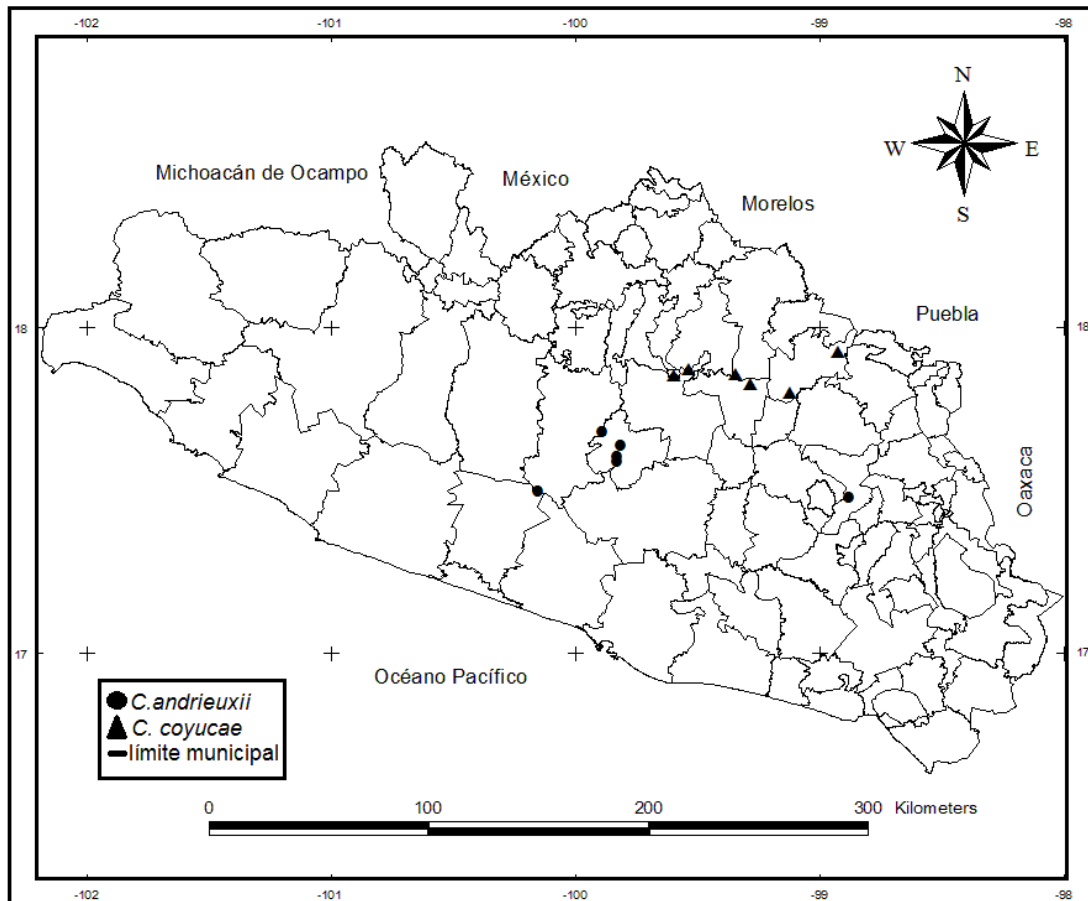 -102 -101 -100 -99 -98
N
W E
S
Michoacán de Ocampo
México
Morelos
Puebla
18 18
Oaxaca
17 17
Océano Pacífico
C.andrieuxii
C. coyucae
límite municipal
0 100 200 300 Kilometers
-102 -101 -100 -99 -98